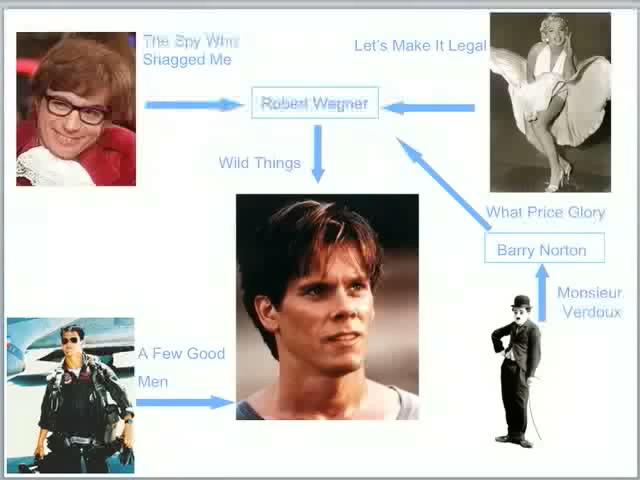 The Spy Who
Shagged Me
Let's Make It Legal
Robert Wagner
Wild Things
What Price Glory
Barry Norton
Monsieur
Verdoux
A Few Good
Men